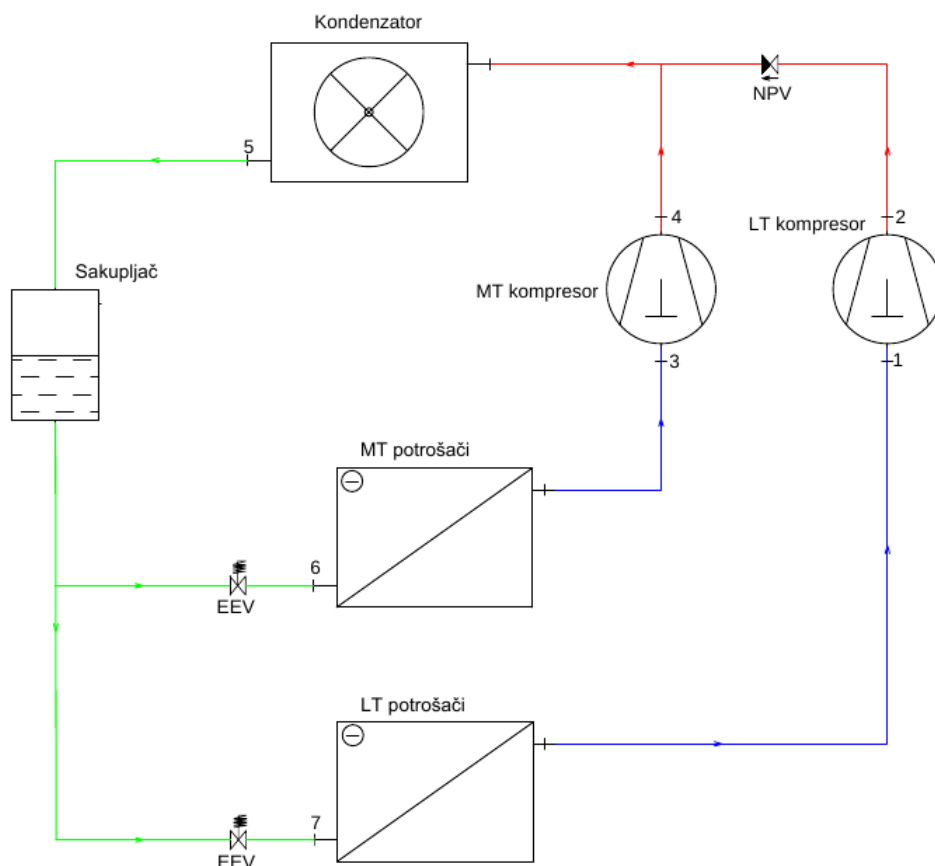 Kondenzator
NPV
5
4
2
LT kompresor
Sakupljač
MT kompresor
3
1
MT potrošači
6
EEV
LT potrošači
7
EEV